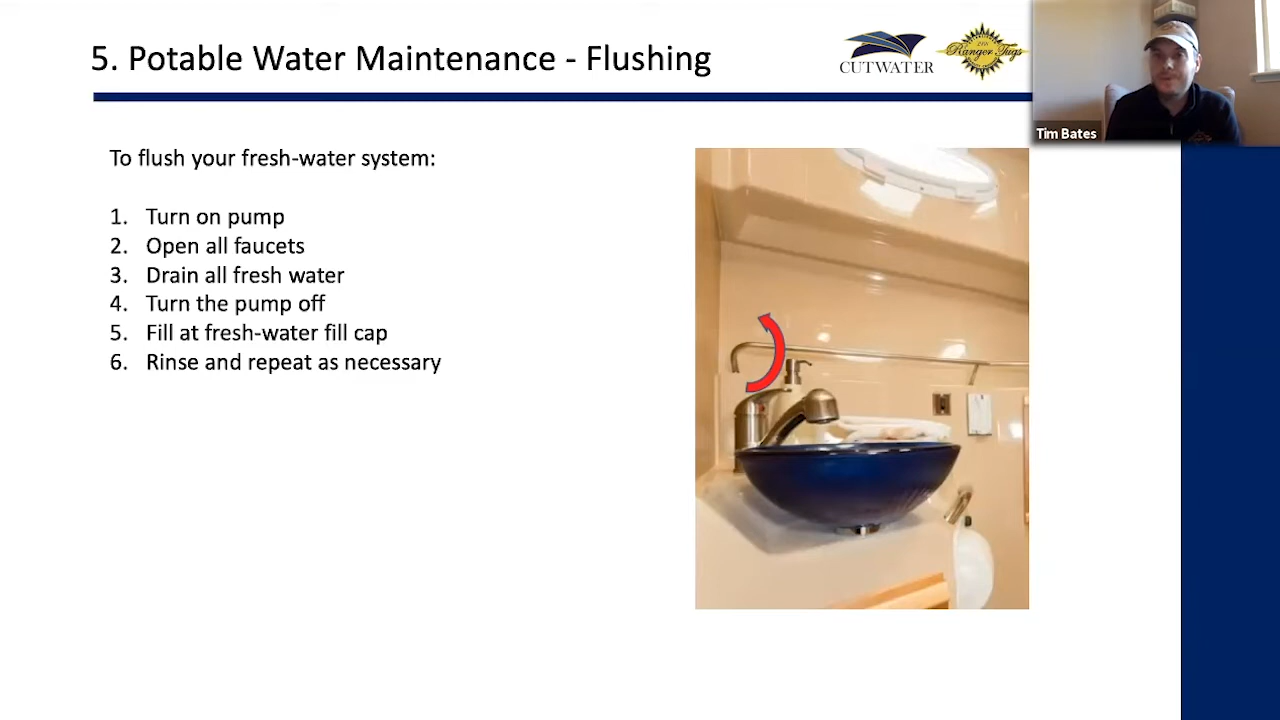 5. Potable Water Maintenance - Flushing
CUTWATER
Ranger Tugs
Tim Bates
To flush your fresh-water system:
1. Turn on pump
2. Open all faucets
3. Drain all fresh water
4. Turn the pump off
5. Fill at fresh-water fill cap
6. Rinse and repeat as necessary